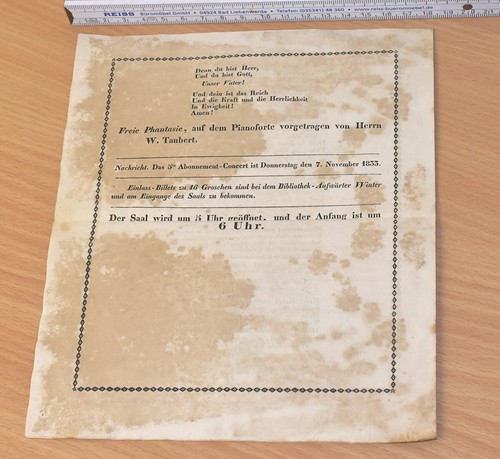 REISS
Denn du bist Herr,
Und du bist Gott,
Unser Vater!
Und dein ist das Reich
Und die Kraft und die Herrlichkeit
In Ewigkeit!
Amen!
Freie Phantasie, auf dem Pianoforte vorgetragen von Herrn
W. Taubert.
Nachricht. Das 5te Abonnement-Concert ist Donnerstag den 7. November 1833.
Einlass-Billete zu 16 Groschen sind bei dem Bibliothek-Aufwärter Winter
und am Eingange des Saals zu bekommen.
Der Saal wird um 5 Uhr geöffnet, und der Anfang ist um
6 Uhr.